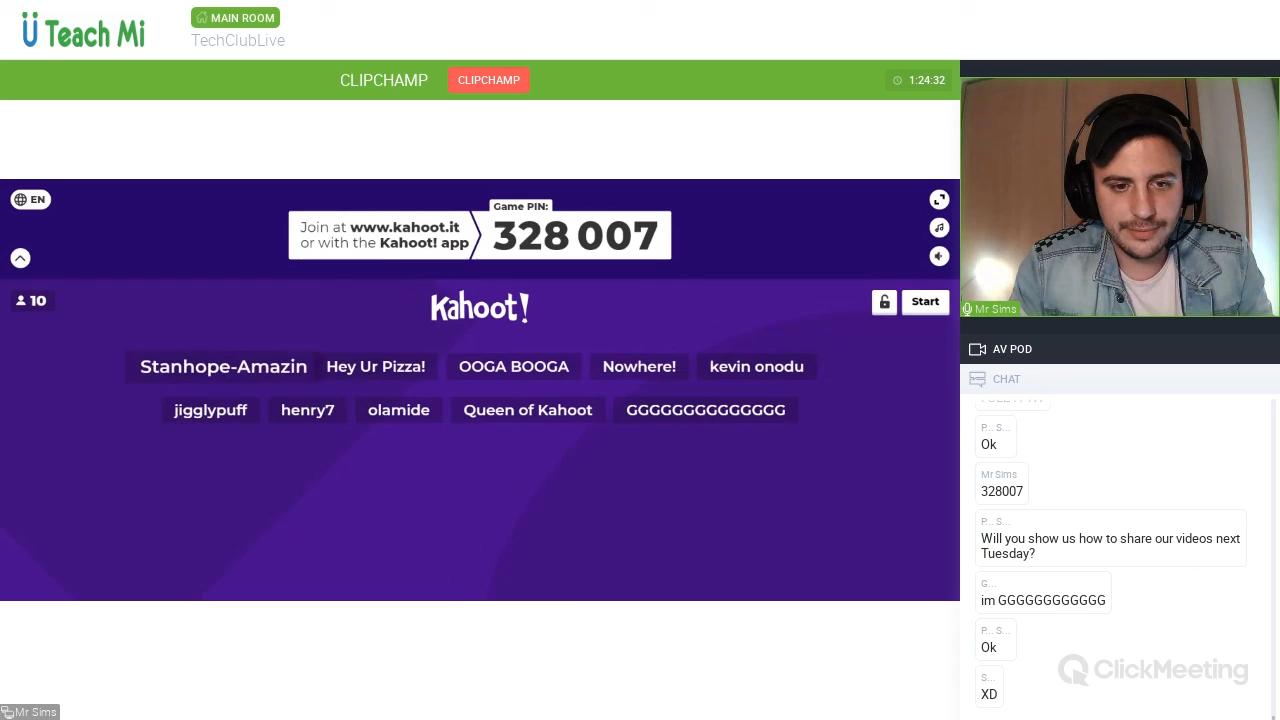 Ü Teach Mi
MAIN ROOM
TechClubLive
CLIPCHAMP
CLIPCHAMP
1:24:32
EN
Join at www.kahoot.it
or with the Kahoot! app
Game PIN:
328 007
10
Kahoot!
Start
Stanhope-Amazin
Hey Ur Pizza!
OOGA BOOGA
Nowhere!
kevin onodu
jigglypuff
henry7
olamide
Queen of Kahoot
GGGGGGGGGGGGGG
Mr Sims
Mr Sims
AV POD
CHAT
P... S...
Ok
Mr Sims
328007
P... S...
Will you show us how to share our videos next
Tuesday?
G...
im GGGGGGGGGGGG
P... S...
Ok
S...
XD
ClickMeeting